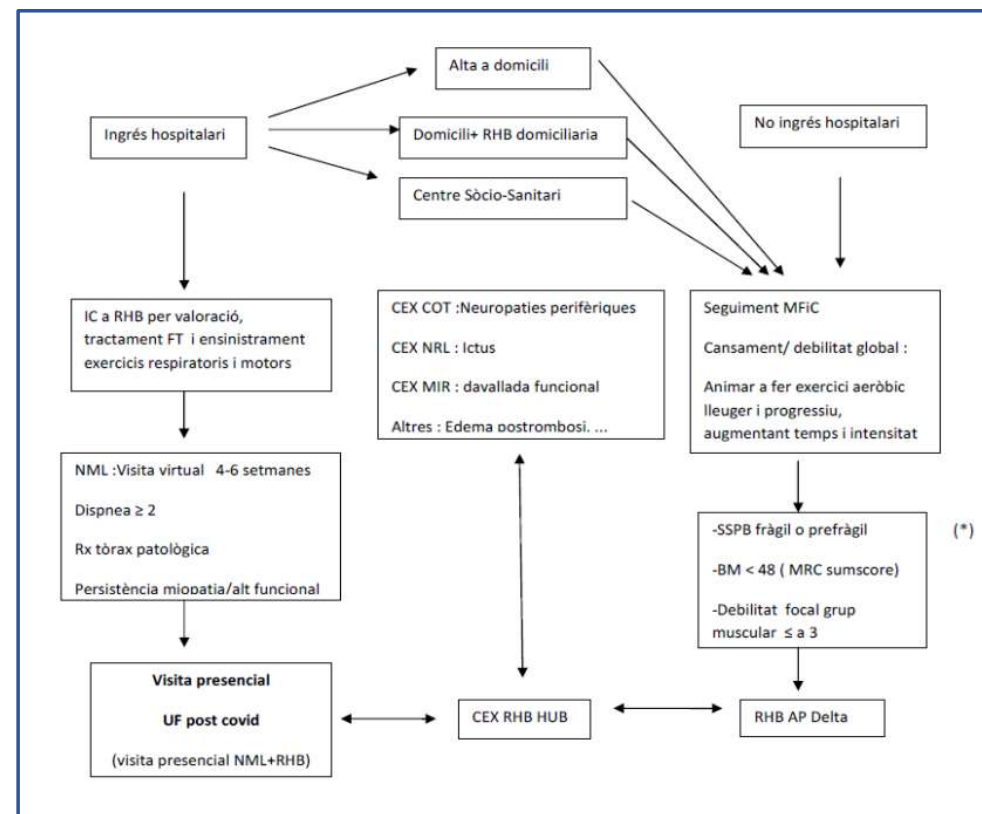 Alta a domicili
Ingrés hospitalari
Domicili+ RHB domiciliaria
No ingrés hospitalari
Centre Sòcio-Sanitari
IC a RHB per valoració,
tractament FT i ensinistrament
exercicis respiratoris i motors
CEX COT :Neuropaties perifèriques
CEX NRL : Ictus
CEX MIR : davallada funcional
Altres : Edema postrombosi. ...
Seguiment MFiC
Cansament/ debilitat global :
Animar a fer exercici aeròbic
lleuger i progressiu,
augmentant temps i intensitat
NML :Visita virtual 4-6 setmanes
Dispnea ≥ 2
Rx tòrax patològica
Persistència miopatia/alt funcional
-SSPB fràgil o prefràgil
-BM < 48 ( MRC sumscore)
-Debilitat focal grup
muscular ≤ a 3
(*)
Visita presencial
UF post covid
(visita presencial NML+RHB)
CEX RHB HUB
RHB AP Delta